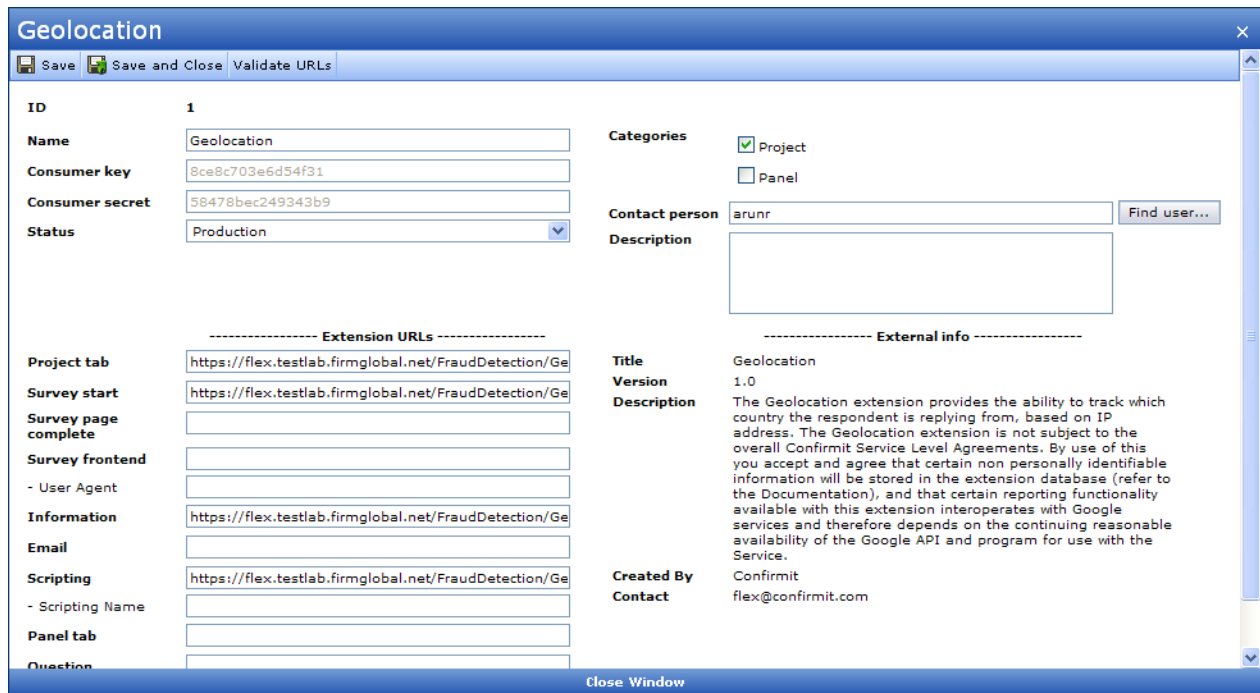 Geolocation
Save Save and Close Validate URLs
ID 1
Name Geolocation
Consumer key 8ce8c703e6d54f31
Consumer secret 58478bec249343b9
Status Production
Categories
Project
Panel
Contact person arunr Find user...
Description
----------------- Extension URLs -----------------
Project tab https://flex.testlab.firmglobal.net/FraudDetection/Ge
Survey start https://flex.testlab.firmglobal.net/FraudDetection/Ge
Survey page
complete
Survey frontend
- User Agent
Information https://flex.testlab.firmglobal.net/FraudDetection/Ge
Email
Scripting https://flex.testlab.firmglobal.net/FraudDetection/Ge
- Scripting Name
Panel tab
Question
----------------- External info -----------------
Title Geolocation
Version 1.0
Description The Geolocation extension provides the ability to track which
country the respondent is replying from, based on IP
address. The Geolocation extension is not subject to the
overall Confirmit Service Level Agreements. By use of this
you accept and agree that certain non personally identifiable
information will be stored in the extension database (refer to
the Documentation), and that certain reporting functionality
available with this extension interoperates with Google
services and therefore depends on the continuing reasonable
availability of the Google API and program for use with the
Service.
Created By Confirmit
Contact flex@confirmit.com
Close Window